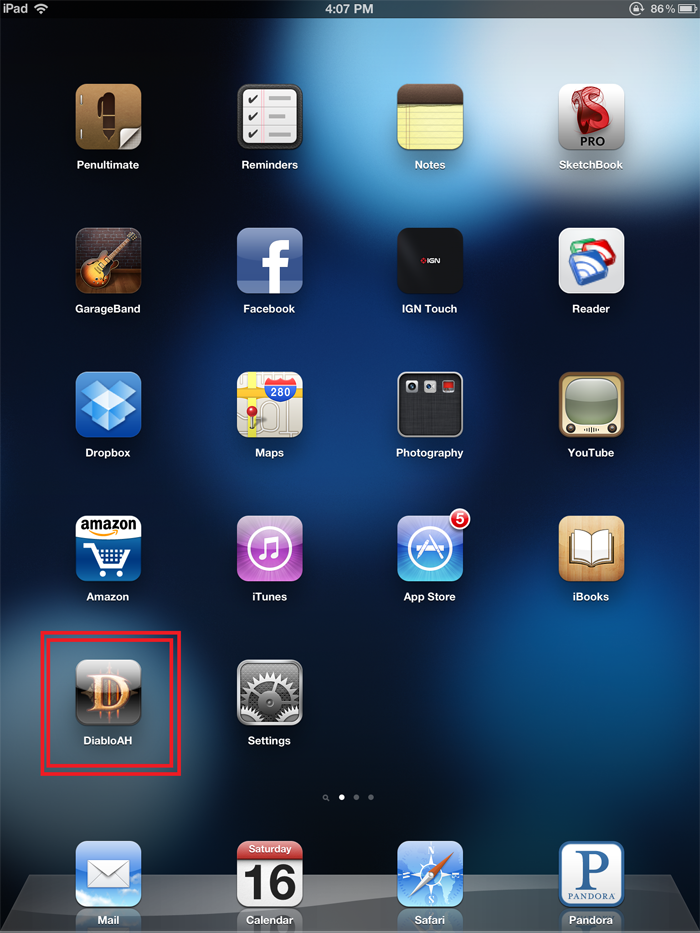 iPad 4:07 PM 86%
PRO
Penultimate Reminders Notes SketchBook
IGN
GarageBand Facebook IGN Touch Reader
280
Dropbox Maps Photography YouTube
amazon 5
Amazon iTunes App Store iBooks
D
DiabloAH Settings
Saturday
16 P
PANDORA
Mail Calendar Safari Pandora